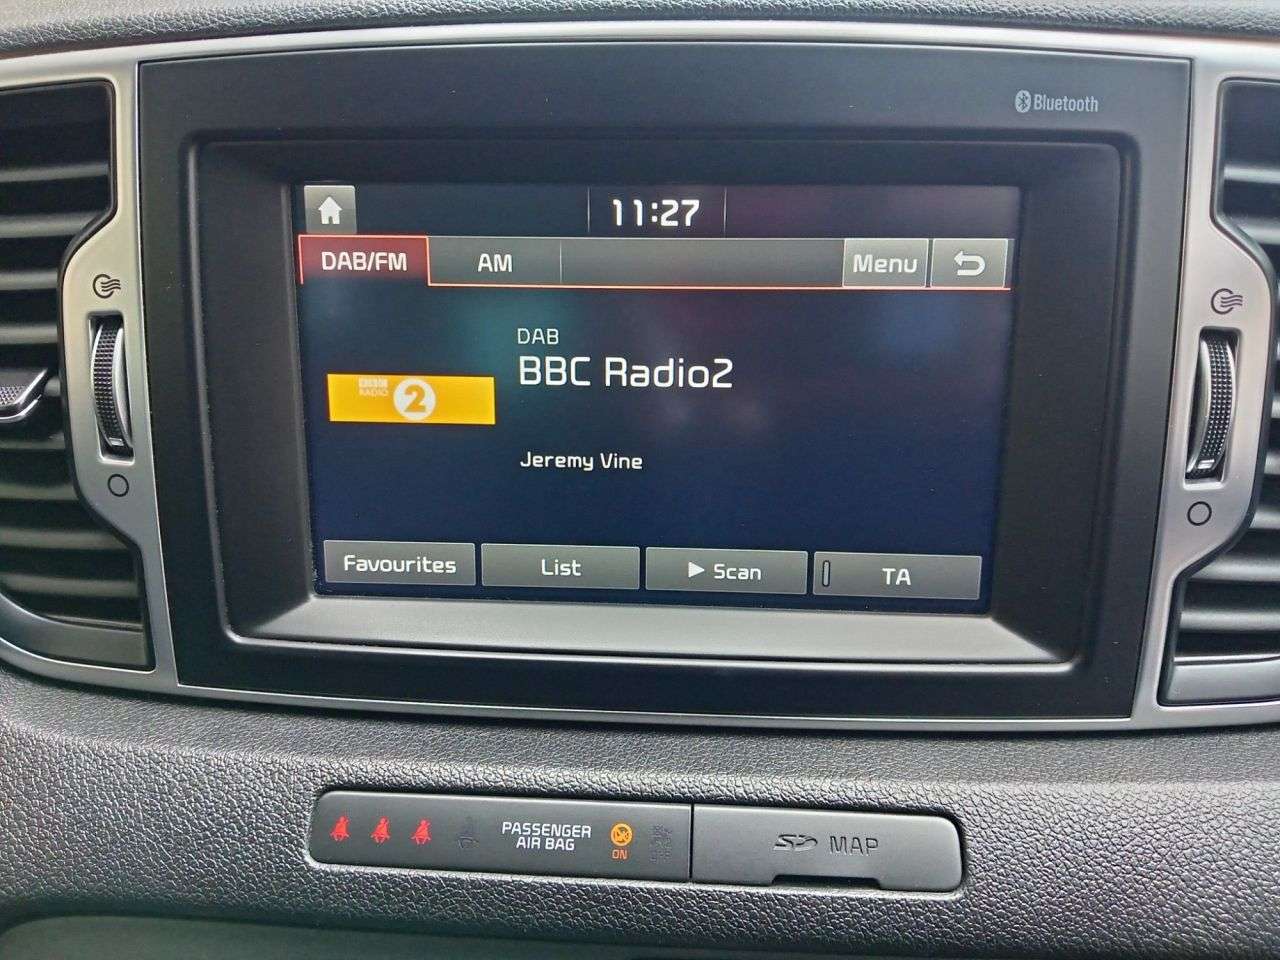 Bluetooth
11:27
DAB/FM AM Menu
DAB
BBC Radio2
BBC
RADIO 2
Jeremy Vine
Favourites List Scan TA
PASSENGER
AIR BAG
ON
SD MAP